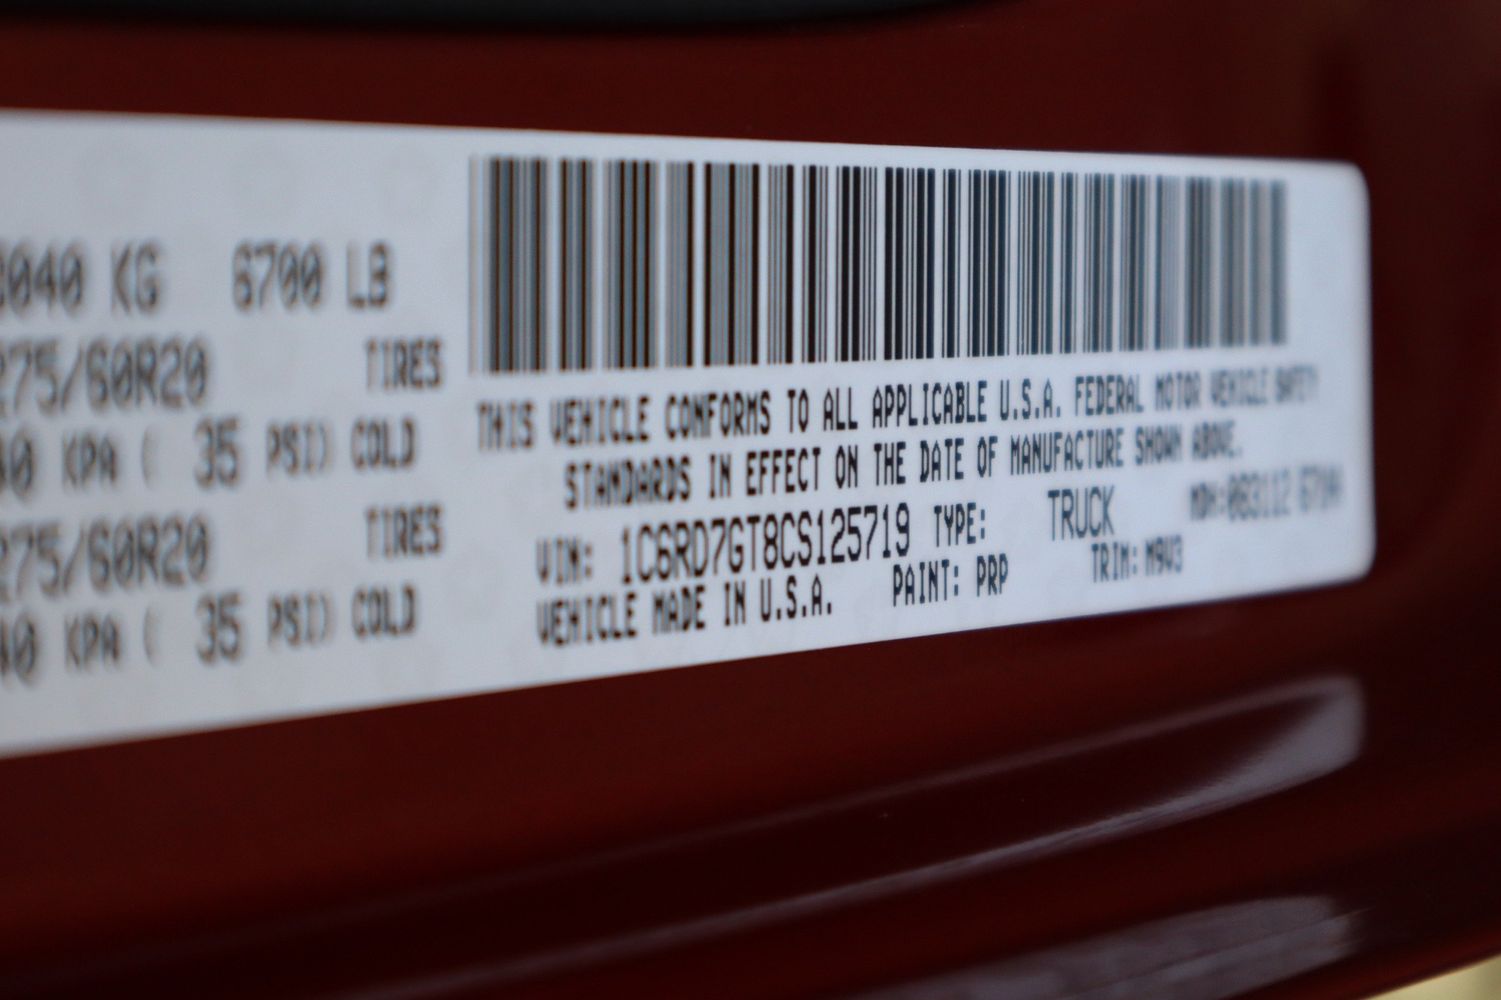 3040 KG 6700 LB
275/60R20 TIRES
40 KPA ( 35 PSI) COLD
275/60R20 TIRES
40 KPA ( 35 PSI) COLD
THIS VEHICLE CONFORMS TO ALL APPLICABLE U.S.A. FEDERAL MOTOR VEHICLE SAFETY
STANDARDS IN EFFECT ON THE DATE OF MANUFACTURE SHOWN ABOVE.
VIN: 1C6RD7GT8CS125719 TYPE: TRUCK
VEHICLE MADE IN U.S.A. PAINT: PRP TRIM: M9V3